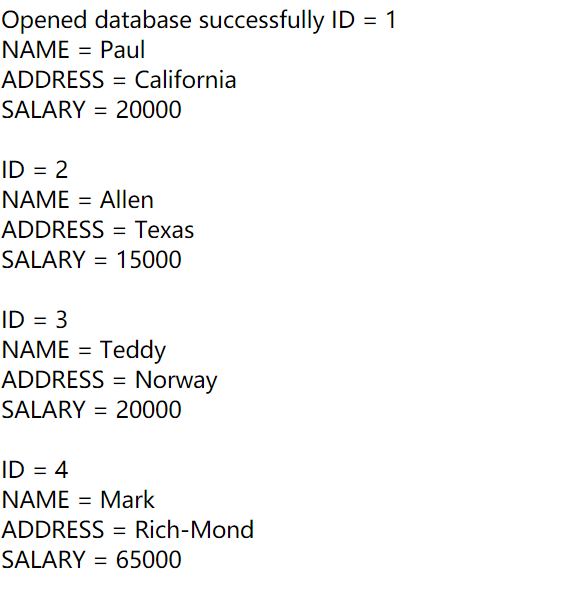 Opened database successfully ID = 1
NAME = Paul
ADDRESS = California
SALARY = 20000
ID = 2
NAME = Allen
ADDRESS = Texas
SALARY = 15000
ID = 3
NAME = Teddy
ADDRESS = Norway
SALARY = 20000
ID = 4
NAME = Mark
ADDRESS = Rich-Mond
SALARY = 65000